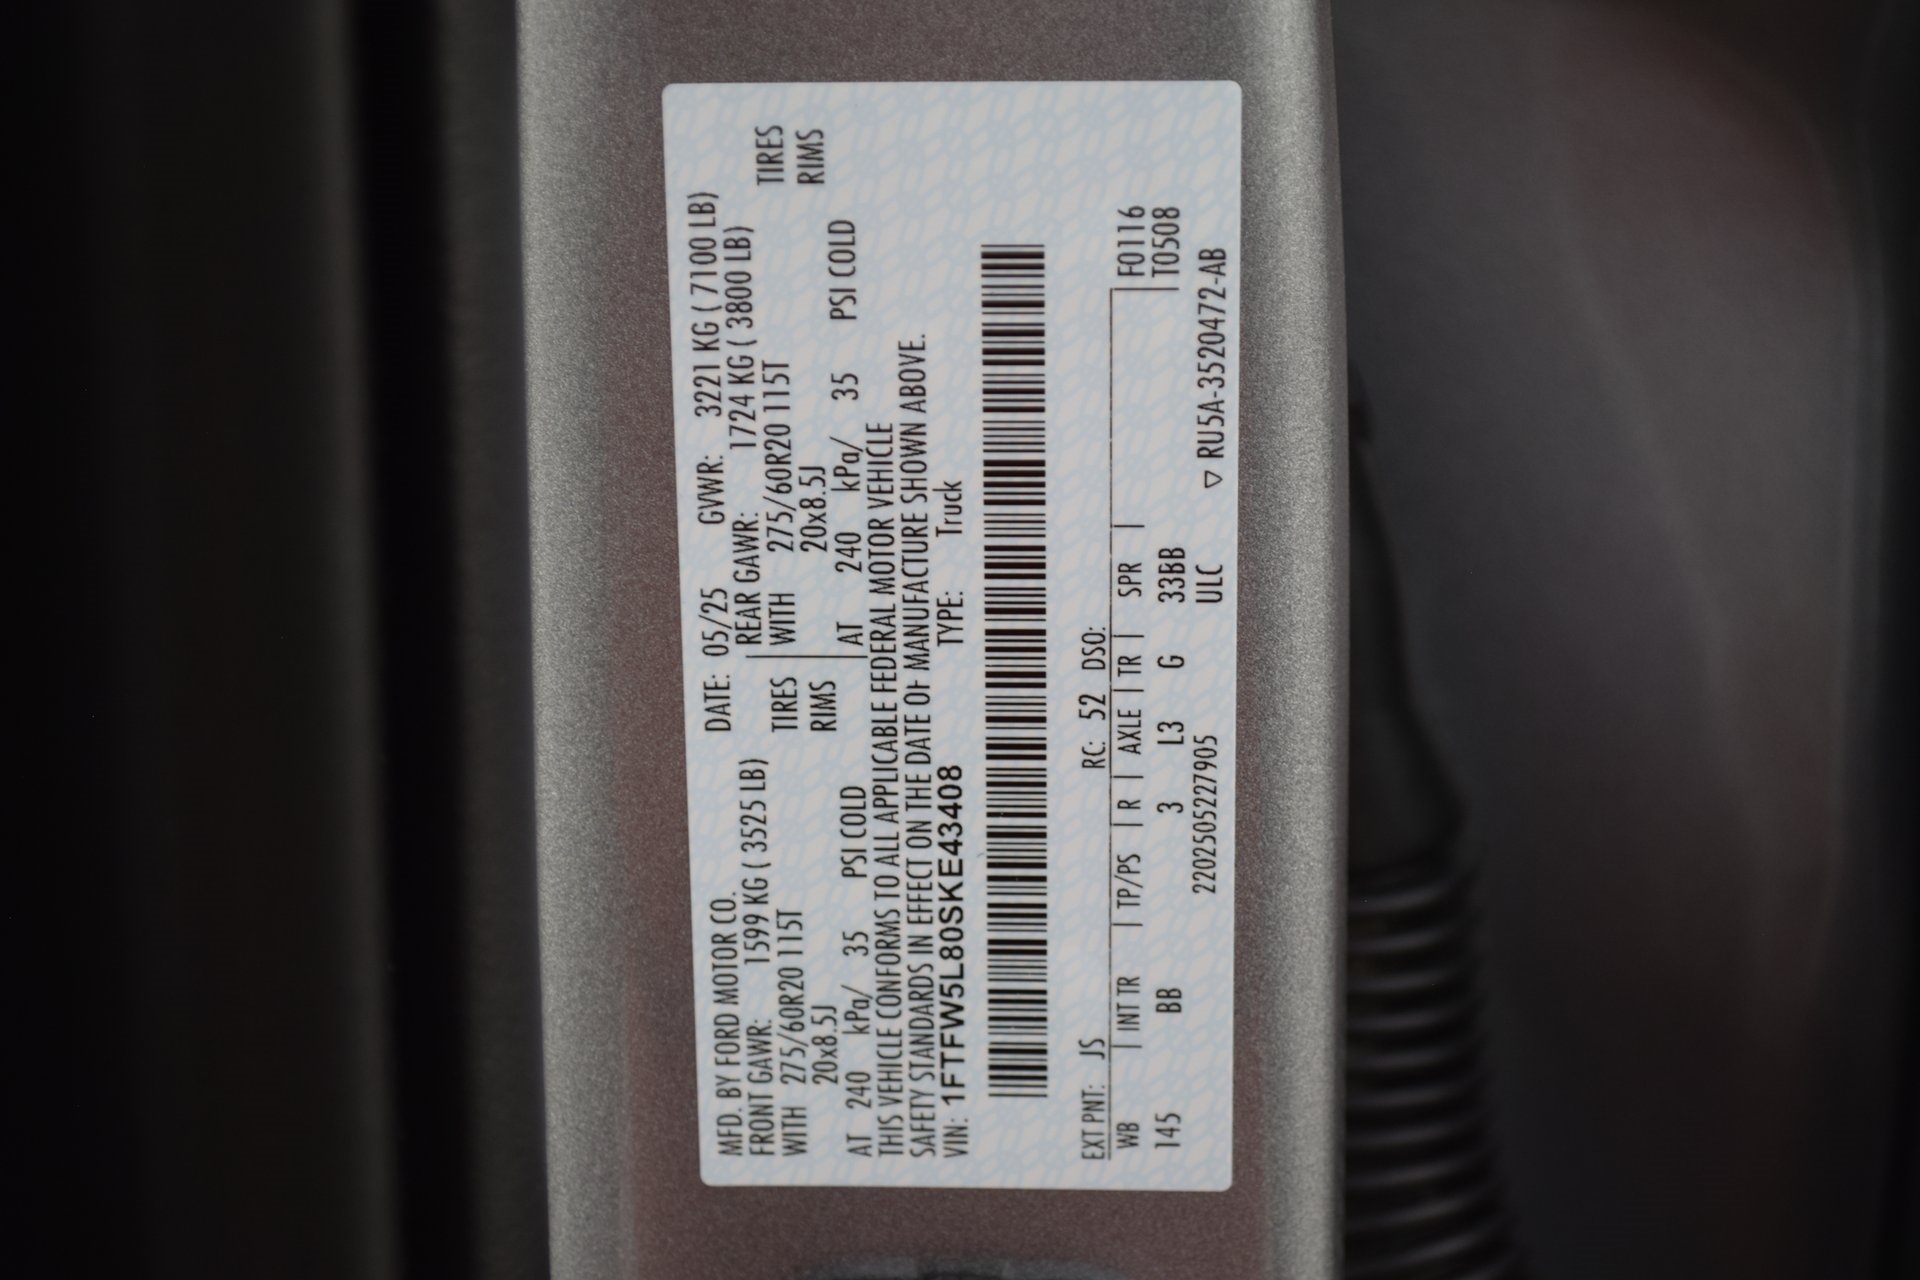 MFD. BY FORD MOTOR CO. DATE: 05/25 GVWR: 3221 KG ( 7100 LB)
FRONT GAWR: 1599 KG ( 3525 LB) REAR GAWR: 1724 KG ( 3800 LB)
WITH 275/60R20 115T TIRES WITH 275/60R20 115T TIRES
20x8.5J RIMS 20x8.5J RIMS
AT 240 kPa/ 35 PSI COLD AT 240 kPa/ 35 PSI COLD
THIS VEHICLE CONFORMS TO ALL APPLICABLE FEDERAL MOTOR VEHICLE
SAFETY STANDARDS IN EFFECT ON THE DATE OF MANUFACTURE SHOWN ABOVE.
VIN: 1FTFW5L80SKE43408 TYPE: Truck
EXT PNT: JS RC: 52 DSO:
WB | INT TR | TP/PS | R | AXLE | TR | SPR | F0116
145 BB 3 L3 G 33BB T0508
220250522790​5 ULC ▽ RU5A-3520472-AB